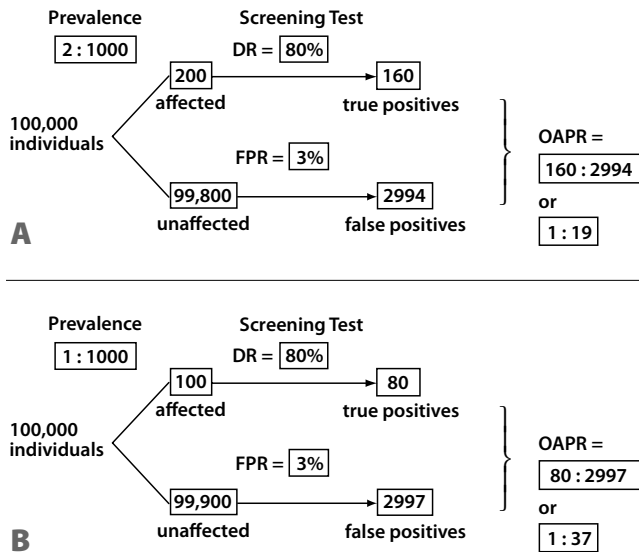 Prevalence
2 : 1000
Screening Test
DR = 80%
100,000
individuals
200
affected
160
true positives
FPR = 3%
99,800
unaffected
2994
false positives
OAPR =
160 : 2994
or
1 : 19
A
Prevalence
1 : 1000
Screening Test
DR = 80%
100,000
individuals
100
affected
80
true positives
FPR = 3%
99,900
unaffected
2997
false positives
OAPR =
80 : 2997
or
1 : 37
B